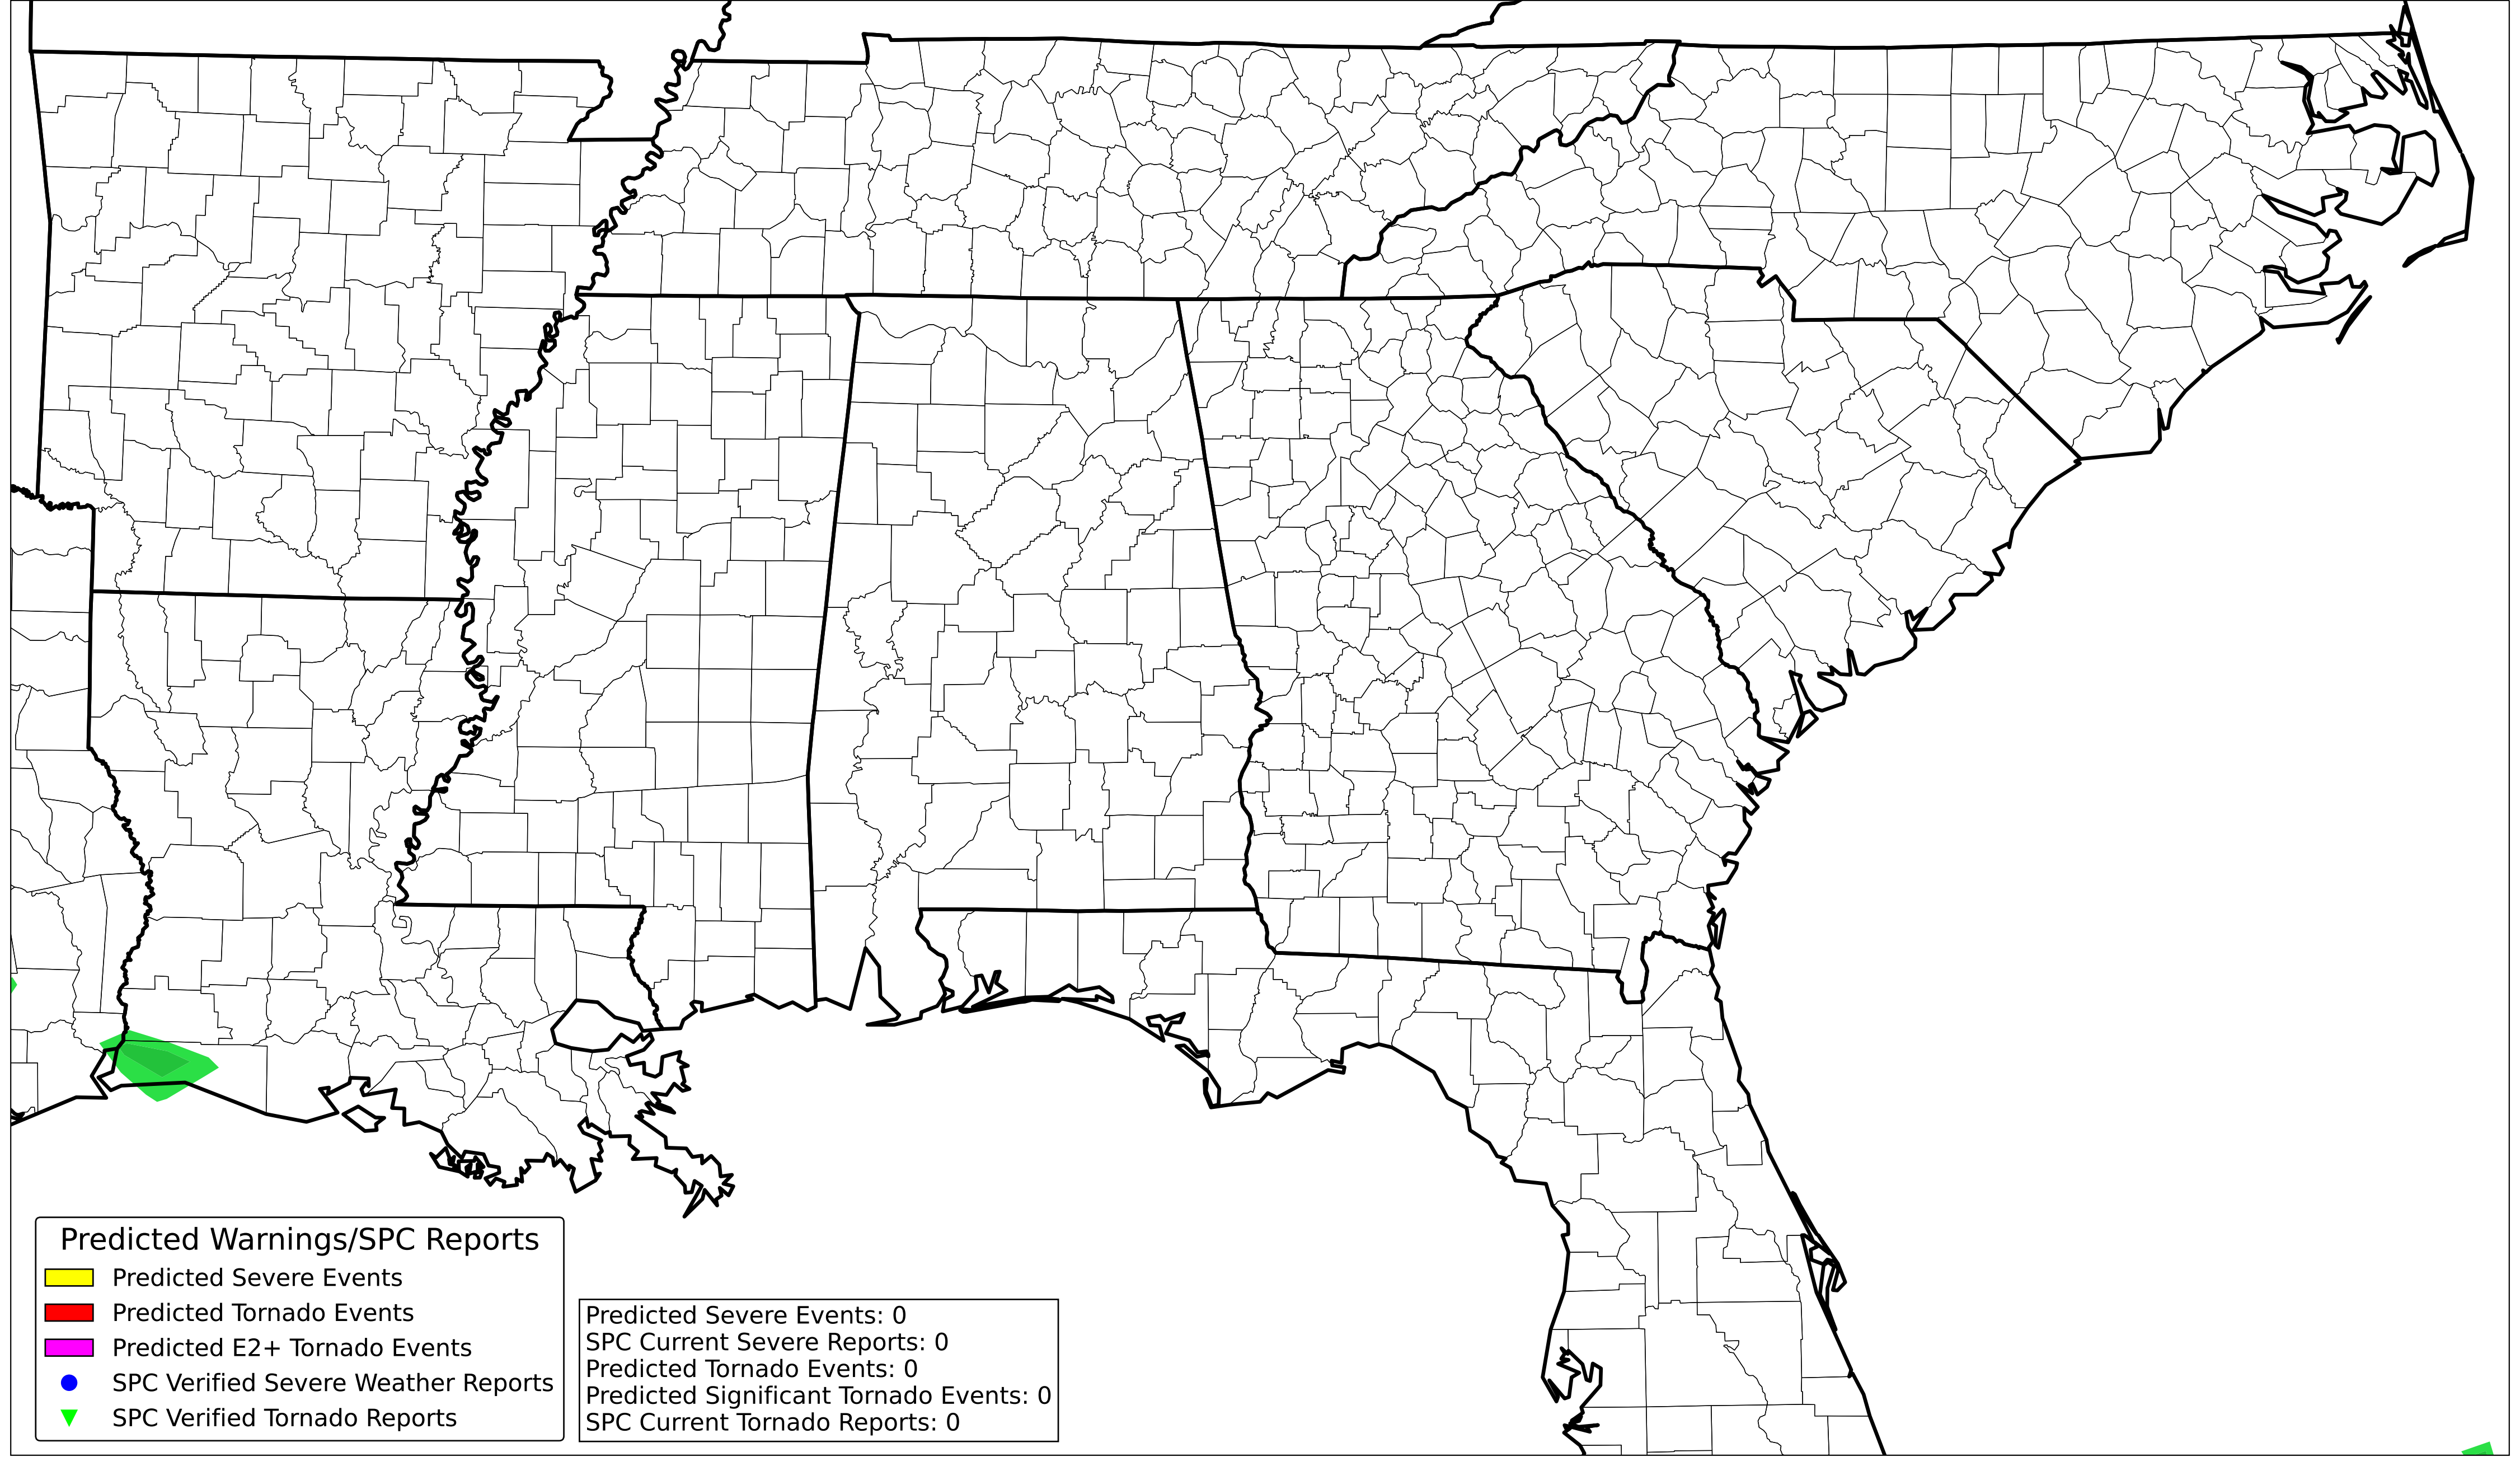 Predicted Warnings/SPC Reports
Predicted Severe Events
Predicted Tornado Events
Predicted E2+ Tornado Events
SPC Verified Severe Weather Reports
SPC Verified Tornado Reports
Predicted Severe Events: 0
SPC Current Severe Reports: 0
Predicted Tornado Events: 0
Predicted Significant Tornado Events: 0
SPC Current Tornado Reports: 0